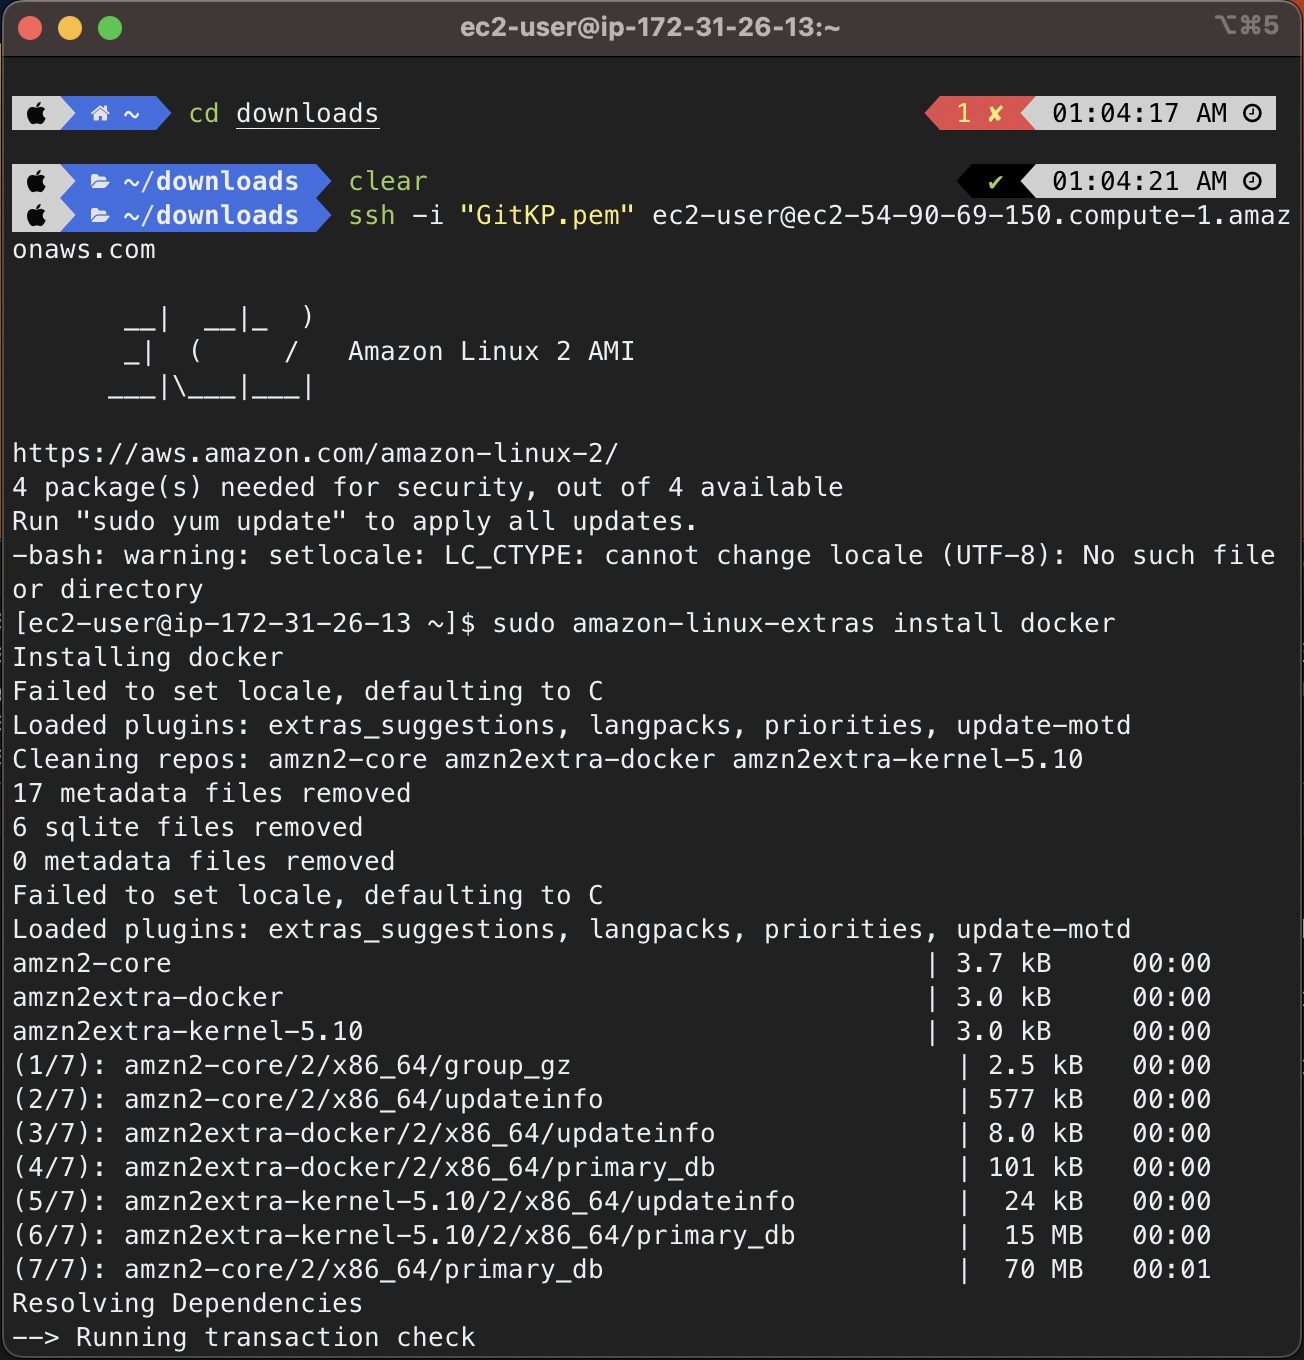 ec2-user@ip-172-31-26-13:~ ⌥⌘5
~ cd downloads 1 ✘ 01:04:17 AM
~/downloads clear ✔ 01:04:21 AM
~/downloads ssh -i "GitKP.pem" ec2-user@ec2-54-90-69-150.compute-1.amaz
onaws.com
__|  __|_  )
_|  (     /   Amazon Linux 2 AMI
___|\___|___|
https://aws.amazon.com/amazon-linux-2/
4 package(s) needed for security, out of 4 available
Run "sudo yum update" to apply all updates.
-bash: warning: setlocale: LC_CTYPE: cannot change locale (UTF-8): No such file
or directory
[ec2-user@ip-172-31-26-13 ~]$ sudo amazon-linux-extras install docker
Installing docker
Failed to set locale, defaulting to C
Loaded plugins: extras_suggestions, langpacks, priorities, update-motd
Cleaning repos: amzn2-core amzn2extra-docker amzn2extra-kernel-5.10
17 metadata files removed
6 sqlite files removed
0 metadata files removed
Failed to set locale, defaulting to C
Loaded plugins: extras_suggestions, langpacks, priorities, update-motd
amzn2-core | 3.7 kB 00:00
amzn2extra-docker | 3.0 kB 00:00
amzn2extra-kernel-5.10 | 3.0 kB 00:00
(1/7): amzn2-core/2/x86_64/group_gz | 2.5 kB 00:00
(2/7): amzn2-core/2/x86_64/updateinfo | 577 kB 00:00
(3/7): amzn2extra-docker/2/x86_64/updateinfo | 8.0 kB 00:00
(4/7): amzn2extra-docker/2/x86_64/primary_db | 101 kB 00:00
(5/7): amzn2extra-kernel-5.10/2/x86_64/updateinfo | 24 kB 00:00
(6/7): amzn2extra-kernel-5.10/2/x86_64/primary_db | 15 MB 00:00
(7/7): amzn2-core/2/x86_64/primary_db | 70 MB 00:01
Resolving Dependencies
--> Running transaction check